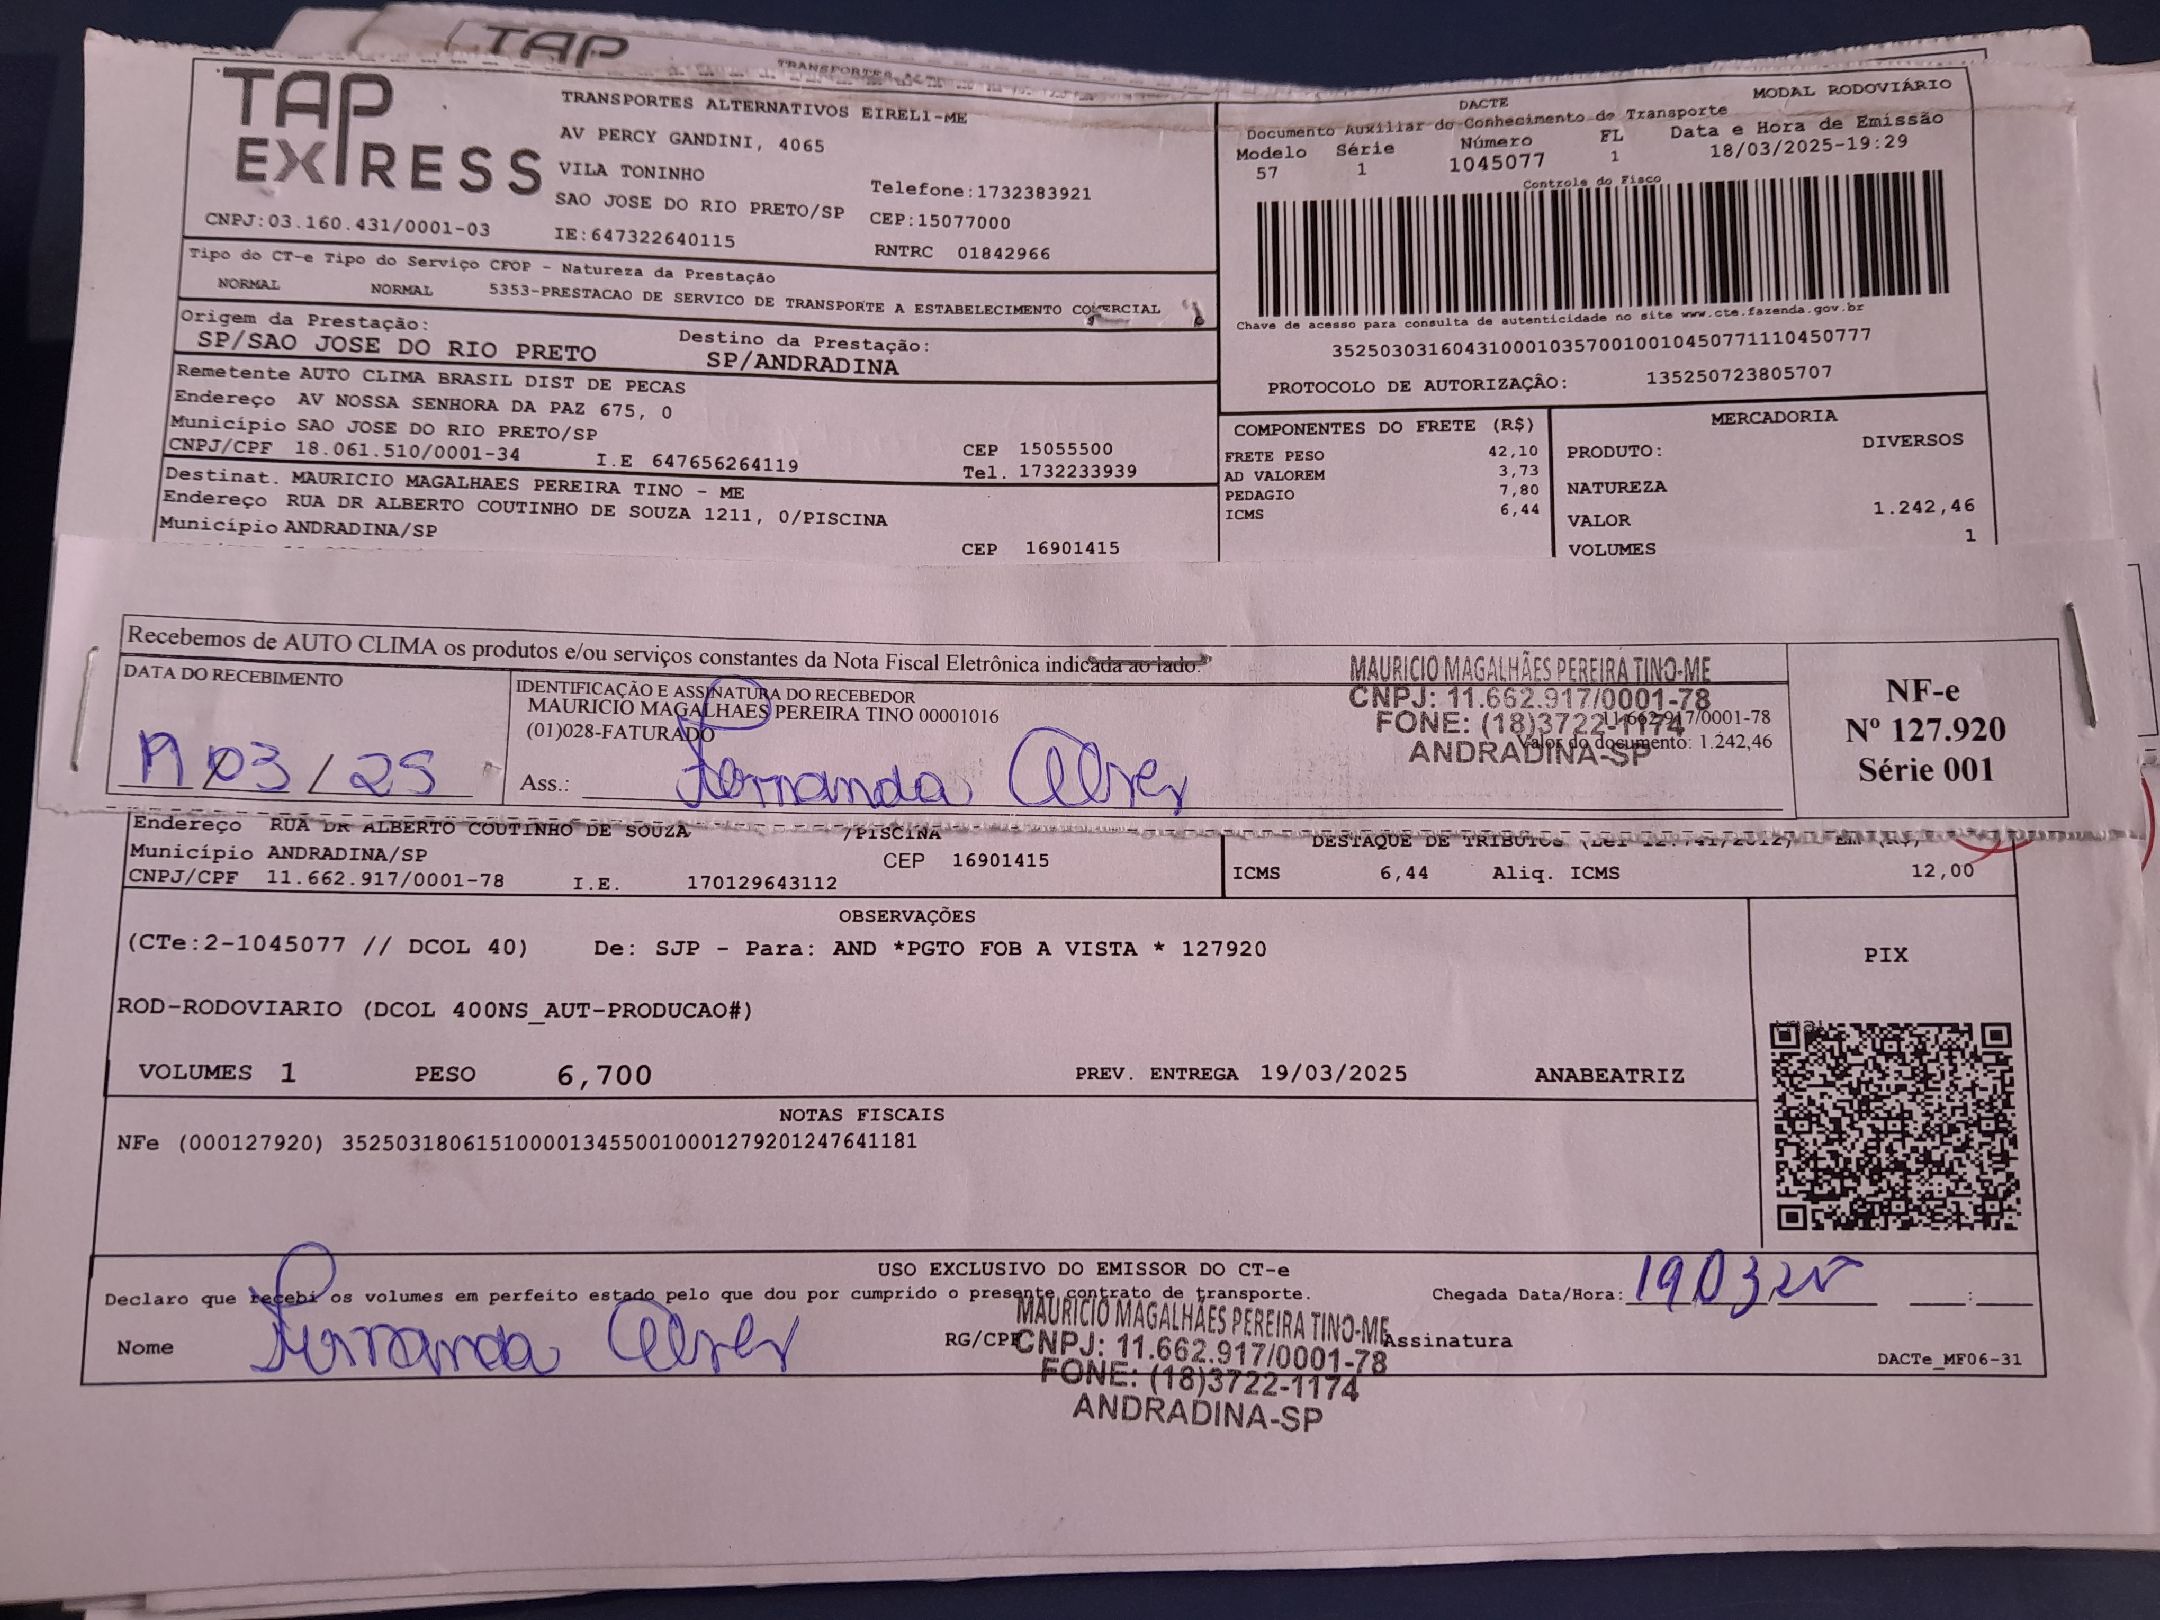 TAP
TRANSPORTES
TAP
EXPRESS
TRANSPORTES ALTERNATIVOS EIRELI-ME
AV PERCY GANDINI, 4065
VILA TONINHO
SAO JOSE DO RIO PRETO/SP
Telefone:1732383921
CEP:15077000
CNPJ:03.160.431/0001-03
IE:647322640115
RNTRC 01842966
MODAL RODOVIÁRIO
DACTE
Documento Auxiliar do Conhecimento de Transporte
Modelo Série Número FL Data e Hora de Emissão
57 1 1045077 1 18/03/2025-19:29
Controle do Fisco
Chave de acesso para consulta de autenticidade no site www.cte.fazenda.gov.br
35250303160431000103570010010450771110450777
PROTOCOLO DE AUTORIZAÇÃO: 135250723805707
Tipo do CT-e Tipo do Serviço CFOP - Natureza da Prestação
NORMAL NORMAL 5353-PRESTACAO DE SERVICO DE TRANSPORTE A ESTABELECIMENTO COMERCIAL
Origem da Prestação: Destino da Prestação:
SP/SAO JOSE DO RIO PRETO SP/ANDRADINA
Remetente AUTO CLIMA BRASIL DIST DE PECAS
Endereço AV NOSSA SENHORA DA PAZ 675, 0
Município SAO JOSE DO RIO PRETO/SP CEP 15055500
CNPJ/CPF 18.061.510/0001-34 I.E 647656264119 Tel. 1732233939
Destinat. MAURICIO MAGALHAES PEREIRA TINO - ME
Endereço RUA DR ALBERTO COUTINHO DE SOUZA 1211, 0/PISCINA
Município ANDRADINA/SP CEP 16901415
COMPONENTES DO FRETE (R$)
FRETE PESO 42,10
AD VALOREM 3,73
PEDAGIO 7,80
ICMS 6,44
MERCADORIA
PRODUTO: DIVERSOS
NATUREZA
VALOR 1.242,46
VOLUMES 1
Recebemos de AUTO CLIMA os produtos e/ou serviços constantes da Nota Fiscal Eletrônica indicada ao lado.
DATA DO RECEBIMENTO
19/03/25
IDENTIFICAÇÃO E ASSINATURA DO RECEBEDOR
MAURICIO MAGALHAES PEREIRA TINO 00001016
(01)028-FATURADO
11.662.917/0001-78
Valor do documento: 1.242,46
Ass.: Fernanda Alves
MAURICIO MAGALHÃES PEREIRA TINO-ME
CNPJ: 11.662.917/0001-78
FONE: (18)3722-1174
ANDRADINA-SP
NF-e
Nº 127.920
Série 001
Endereço RUA DR ALBERTO COUTINHO DE SOUZA /PISCINA
Município ANDRADINA/SP CEP 16901415
CNPJ/CPF 11.662.917/0001-78 I.E. 170129643112
DESTAQUE DE TRIBUTOS (Lei 12.741/2012) EM (R$)
ICMS 6,44 Aliq. ICMS 12,00
OBSERVAÇÕES
(CTe:2-1045077 // DCOL 40) De: SJP - Para: AND *PGTO FOB A VISTA * 127920
ROD-RODOVIARIO (DCOL 400NS_AUT-PRODUCAO#)
VOLUMES 1 PESO 6,700 PREV. ENTREGA 19/03/2025 ANABEATRIZ
PIX
NOTAS FISCAIS
NFe (000127920) 35250318061510000134550010001279201247641181
USO EXCLUSIVO DO EMISSOR DO CT-e
Declaro que recebi os volumes em perfeito estado pelo que dou por cumprido o presente contrato de transporte.
Chegada Data/Hora: 19 03 25 :
Nome Fernanda Alves RG/CPF Assinatura
MAURICIO MAGALHÃES PEREIRA TINO-ME
CNPJ: 11.662.917/0001-78
FONE: (18)3722-1174
ANDRADINA-SP
DACTe_MF06-31